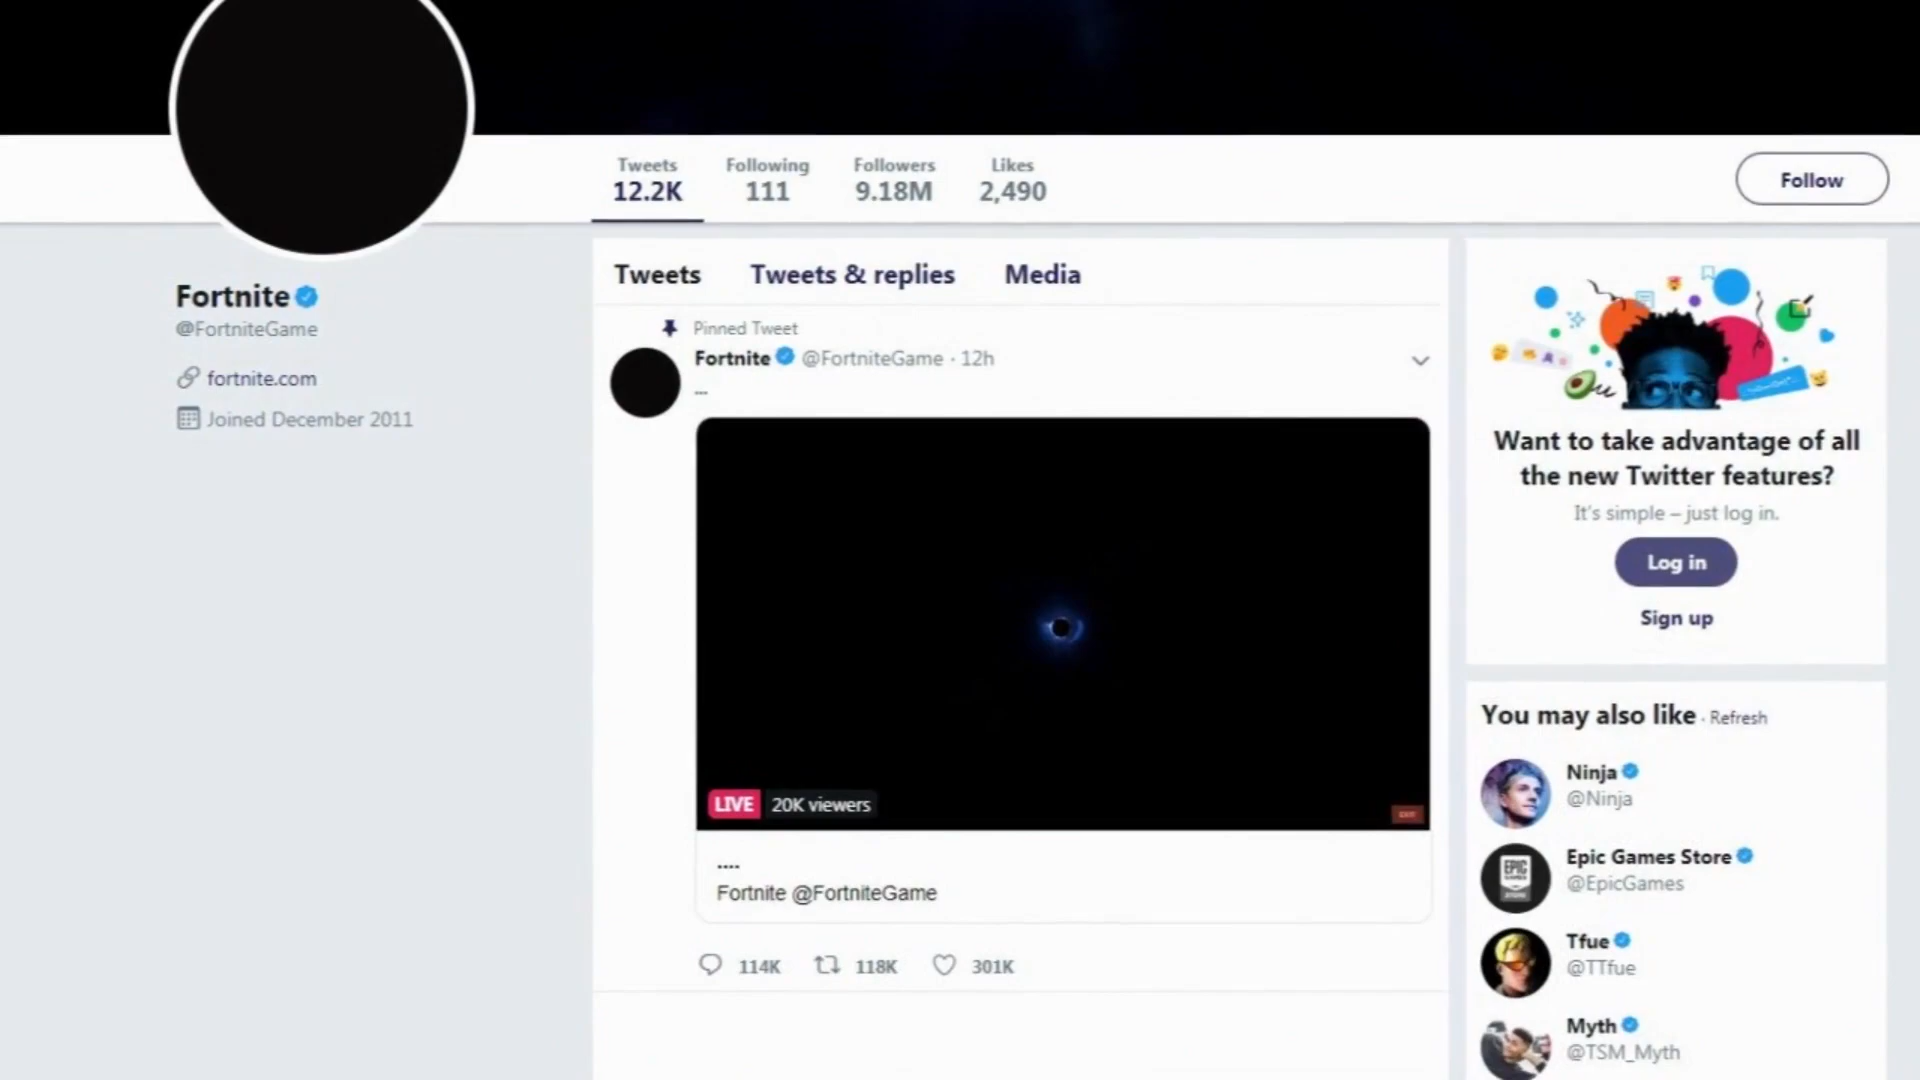 Tweets
12.2K
Following
111
Followers
9.18M
Likes
2,490
Follow
Fortnite
@FortniteGame
fortnite.com
Joined December 2011
Tweets
Tweets & replies
Media
Pinned Tweet
Fortnite @FortniteGame · 12h
...
LIVE
20K viewers
....
Fortnite @FortniteGame
114K
118K
301K
Want to take advantage of all
the new Twitter features?
It's simple – just log in.
Log in
Sign up
You may also like · Refresh
Ninja
@Ninja
EPIC
GAMES
STORE
Epic Games Store
@EpicGames
Tfue
@TTfue
Myth
@TSM_Myth